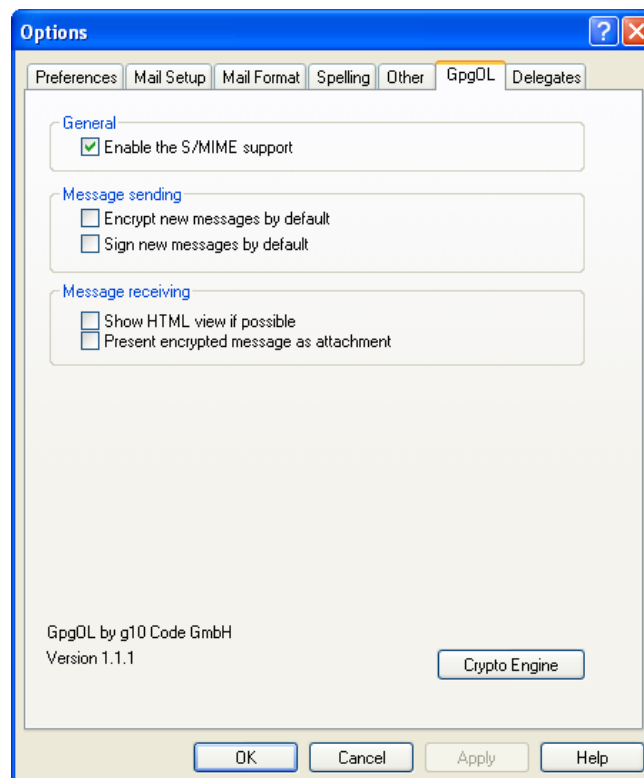 Options
Preferences Mail Setup Mail Format Spelling Other GpgOL Delegates
General
Enable the S/MIME support
Message sending
Encrypt new messages by default
Sign new messages by default
Message receiving
Show HTML view if possible
Present encrypted message as attachment
GpgOL by g10 Code GmbH
Version 1.1.1
Crypto Engine
OK Cancel Apply Help